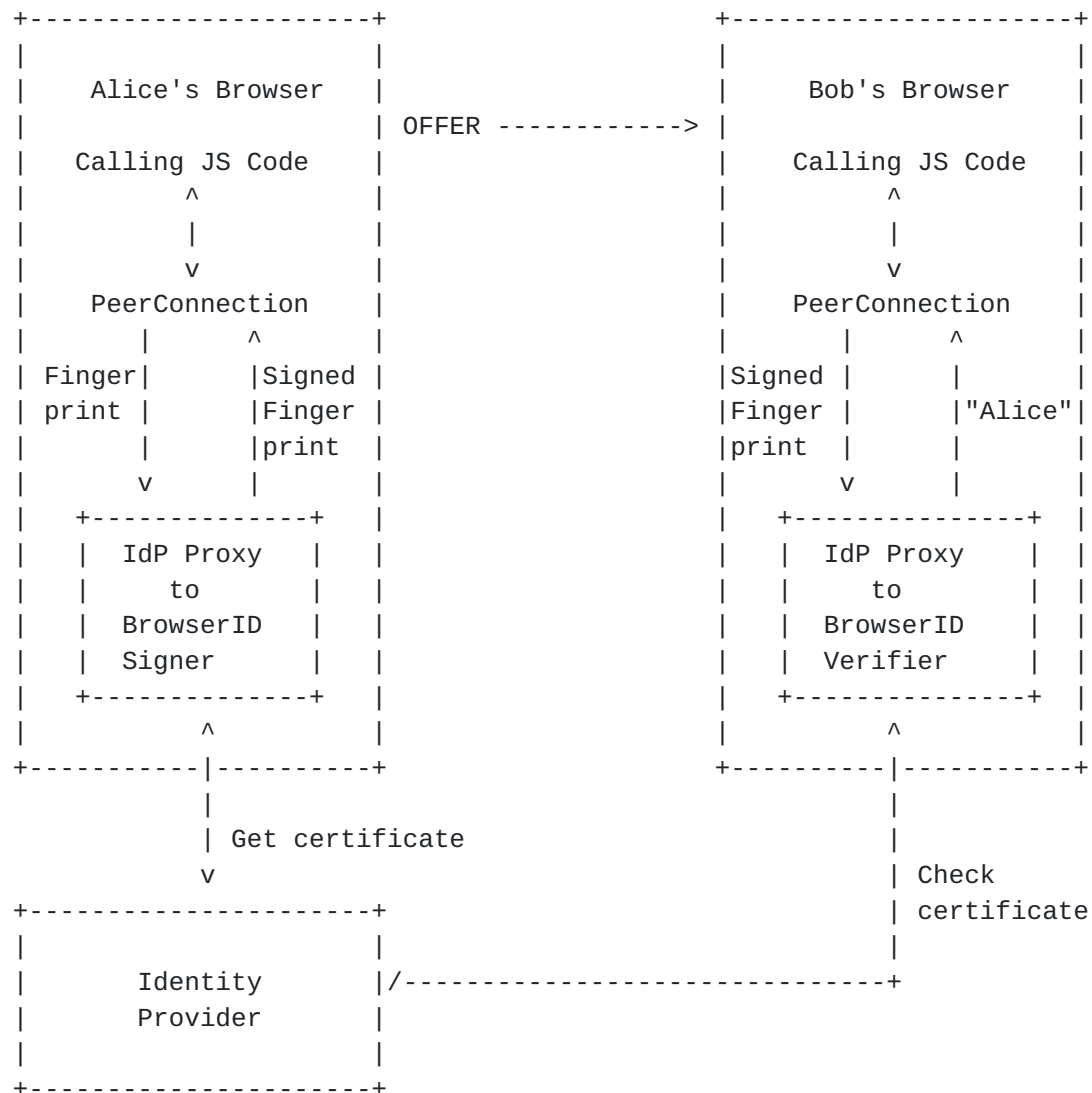 Alice's Browser
Bob's Browser
OFFER ------------>
Calling JS Code
Calling JS Code
PeerConnection
PeerConnection
Finger
print
Signed
Finger
print
Signed
Finger
print
"Alice"
IdP Proxy
to
BrowserID
Signer
IdP Proxy
to
BrowserID
Verifier
Get certificate
Check
certificate
Identity
Provider